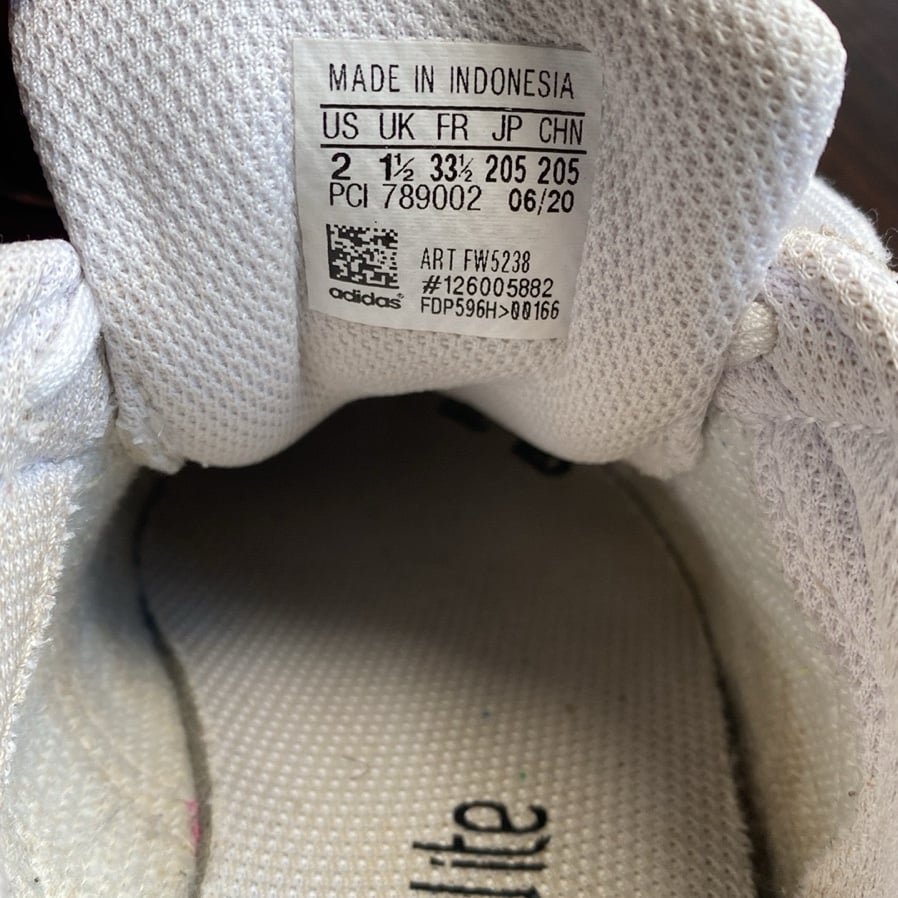 MADE IN INDONESIA
US UK FR JP CHN
2 1½ 33½ 205 205
PCI 789002 06/20
ART FW5238
#126005882
adidas®
FDP596H>00166
lite